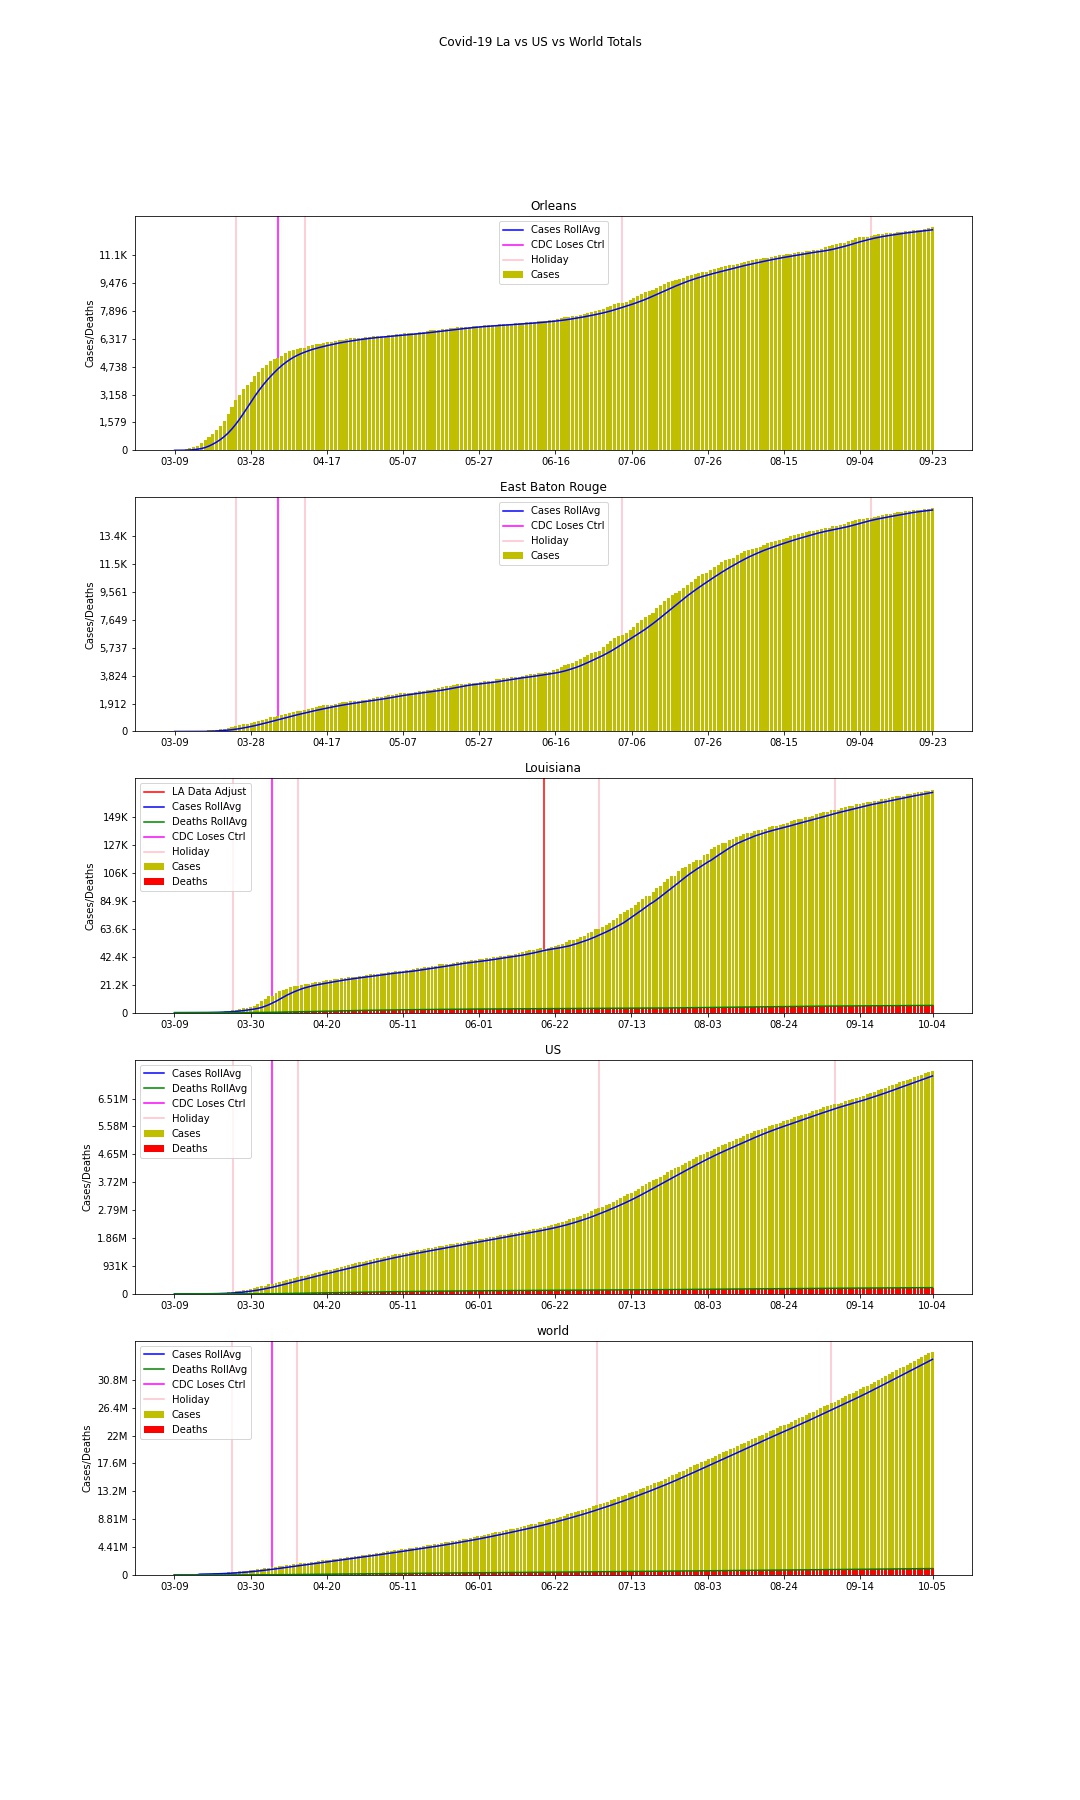 Covid-19 La vs US vs World Totals
Orleans
Cases/Deaths
11.1K
9,476
7,896
6,317
4,738
3,158
1,579
0
Cases RollAvg
CDC Loses Ctrl
Holiday
Cases
03-09 03-28 04-17 05-07 05-27 06-16 07-06 07-26 08-15 09-04 09-23
East Baton Rouge
Cases/Deaths
13.4K
11.5K
9,561
7,649
5,737
3,824
1,912
0
Cases RollAvg
CDC Loses Ctrl
Holiday
Cases
03-09 03-28 04-17 05-07 05-27 06-16 07-06 07-26 08-15 09-04 09-23
Louisiana
Cases/Deaths
149K
127K
106K
84.9K
63.6K
42.4K
21.2K
0
LA Data Adjust
Cases RollAvg
Deaths RollAvg
CDC Loses Ctrl
Holiday
Cases
Deaths
03-09 03-30 04-20 05-11 06-01 06-22 07-13 08-03 08-24 09-14 10-04
US
Cases/Deaths
6.51M
5.58M
4.65M
3.72M
2.79M
1.86M
931K
0
Cases RollAvg
Deaths RollAvg
CDC Loses Ctrl
Holiday
Cases
Deaths
03-09 03-30 04-20 05-11 06-01 06-22 07-13 08-03 08-24 09-14 10-04
world
Cases/Deaths
30.8M
26.4M
22M
17.6M
13.2M
8.81M
4.41M
0
Cases RollAvg
Deaths RollAvg
CDC Loses Ctrl
Holiday
Cases
Deaths
03-09 03-30 04-20 05-11 06-01 06-22 07-13 08-03 08-24 09-14 10-05